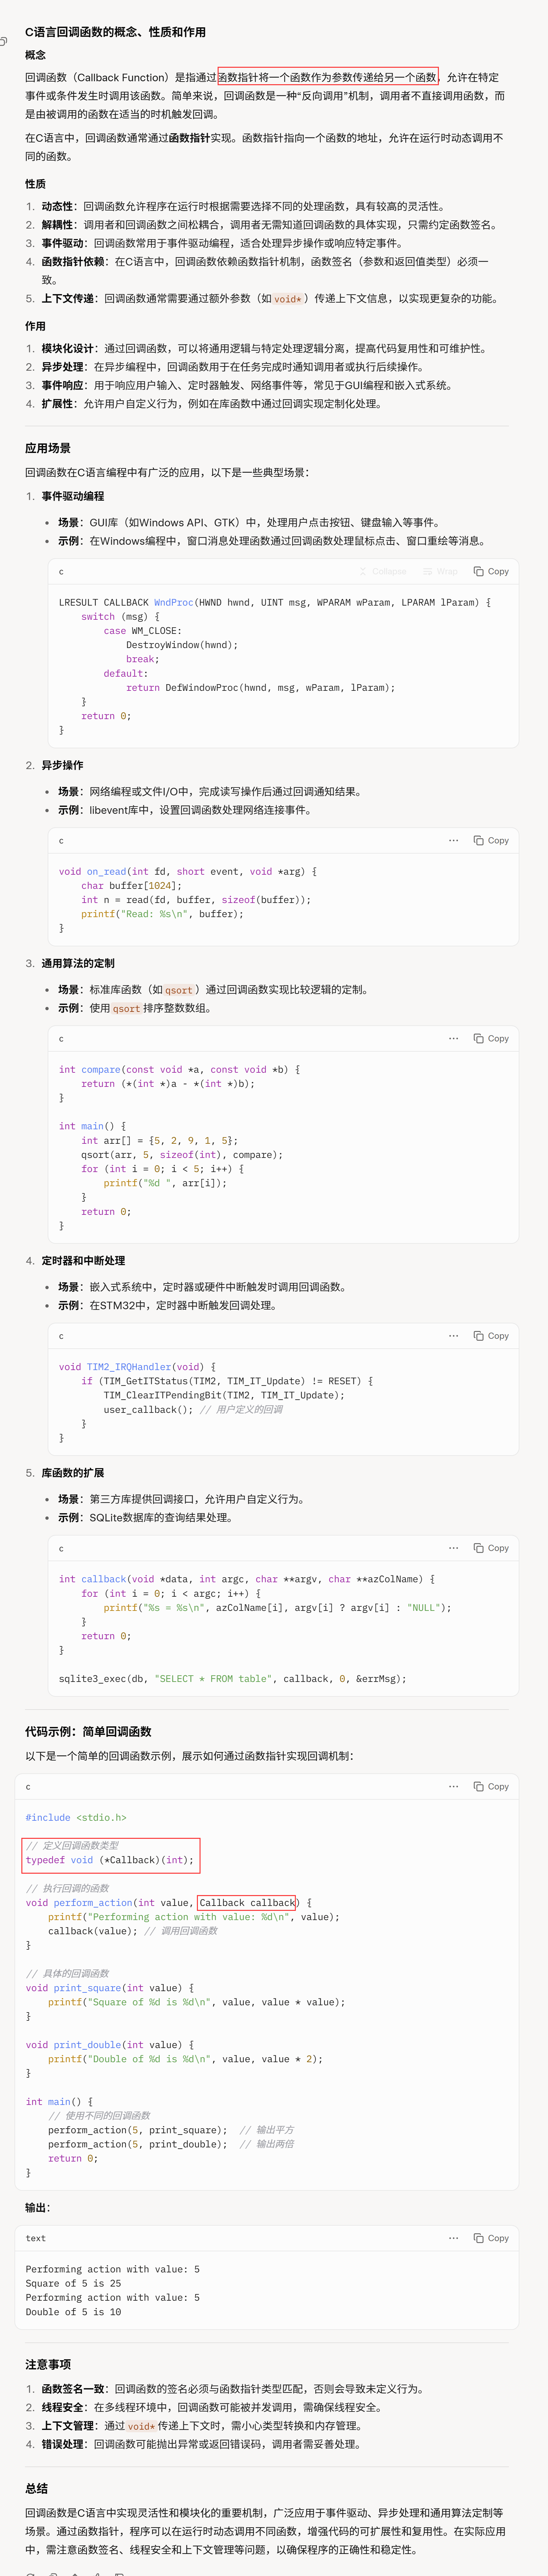 C语言回调函数的概念、性质和作用
概念
回调函数（Callback Function）是指通过函数指针将一个函数作为参数传递给另一个函数，允许在特定
事件或条件发生时调用该函数。简单来说，回调函数是一种“反向调用”机制，调用者不直接调用函数，而
是由被调用的函数在适当的时机触发回调。
在C语言中，回调函数通常通过函数指针实现。函数指针指向一个函数的地址，允许在运行时动态调用不
同的函数。
性质
1. 动态性：回调函数允许程序在运行时根据需要选择不同的处理函数，具有较高的灵活性。
2. 解耦性：调用者和回调函数之间松耦合，调用者无需知道回调函数的具体实现，只需约定函数签名。
3. 事件驱动：回调函数常用于事件驱动编程，适合处理异步操作或响应特定事件。
4. 函数指针依赖：在C语言中，回调函数依赖函数指针机制，函数签名（参数和返回值类型）必须一
致。
5. 上下文传递：回调函数通常需要通过额外参数（如void*）传递上下文信息，以实现更复杂的功能。
作用
1. 模块化设计：通过回调函数，可以将通用逻辑与特定处理逻辑分离，提高代码复用性和可维护性。
2. 异步处理：在异步编程中，回调函数用于在任务完成时通知调用者或执行后续操作。
3. 事件响应：用于响应用户输入、定时器触发、网络事件等，常见于GUI编程和嵌入式系统。
4. 扩展性：允许用户自定义行为，例如在库函数中通过回调实现定制化处理。
应用场景
回调函数在C语言编程中有广泛的应用，以下是一些典型场景：
1. 事件驱动编程
• 场景：GUI库（如Windows API、GTK）中，处理用户点击按钮、键盘输入等事件。
• 示例：在Windows编程中，窗口消息处理函数通过回调函数处理鼠标点击、窗口重绘等消息。
c Collapse Wrap Copy
LRESULT CALLBACK WndProc(HWND hwnd, UINT msg, WPARAM wParam, LPARAM lParam) {
    switch (msg) {
        case WM_CLOSE:
            DestroyWindow(hwnd);
            break;
        default:
            return DefWindowProc(hwnd, msg, wParam, lParam);
    }
    return 0;
}
2. 异步操作
• 场景：网络编程或文件I/O中，完成读写操作后通过回调通知结果。
• 示例：libevent库中，设置回调函数处理网络连接事件。
c ··· Copy
void on_read(int fd, short event, void *arg) {
    char buffer[1024];
    int n = read(fd, buffer, sizeof(buffer));
    printf("Read: %s\n", buffer);
}
3. 通用算法的定制
• 场景：标准库函数（如qsort）通过回调函数实现比较逻辑的定制。
• 示例：使用qsort排序整数数组。
c ··· Copy
int compare(const void *a, const void *b) {
    return (*(int *)a - *(int *)b);
}
int main() {
    int arr[] = {5, 2, 9, 1, 5};
    qsort(arr, 5, sizeof(int), compare);
    for (int i = 0; i < 5; i++) {
        printf("%d ", arr[i]);
    }
    return 0;
}
4. 定时器和中断处理
• 场景：嵌入式系统中，定时器或硬件中断触发时调用回调函数。
• 示例：在STM32中，定时器中断触发回调处理。
c ··· Copy
void TIM2_IRQHandler(void) {
    if (TIM_GetITStatus(TIM2, TIM_IT_Update) != RESET) {
        TIM_ClearITPendingBit(TIM2, TIM_IT_Update);
        user_callback(); // 用户定义的回调
    }
}
5. 库函数的扩展
• 场景：第三方库提供回调接口，允许用户自定义行为。
• 示例：SQLite数据库的查询结果处理。
c ··· Copy
int callback(void *data, int argc, char **argv, char **azColName) {
    for (int i = 0; i < argc; i++) {
        printf("%s = %s\n", azColName[i], argv[i] ? argv[i] : "NULL");
    }
    return 0;
}
sqlite3_exec(db, "SELECT * FROM table", callback, 0, &errMsg);
代码示例：简单回调函数
以下是一个简单的回调函数示例，展示如何通过函数指针实现回调机制：
c ··· Copy
#include <stdio.h>
// 定义回调函数类型
typedef void (*Callback)(int);
// 执行回调的函数
void perform_action(int value, Callback callback) {
    printf("Performing action with value: %d\n", value);
    callback(value); // 调用回调函数
}
// 具体的回调函数
void print_square(int value) {
    printf("Square of %d is %d\n", value, value * value);
}
void print_double(int value) {
    printf("Double of %d is %d\n", value, value * 2);
}
int main() {
    // 使用不同的回调函数
    perform_action(5, print_square);  // 输出平方
    perform_action(5, print_double);  // 输出两倍
    return 0;
}
输出：
text ··· Copy
Performing action with value: 5
Square of 5 is 25
Performing action with value: 5
Double of 5 is 10
注意事项
1. 函数签名一致：回调函数的签名必须与函数指针类型匹配，否则会导致未定义行为。
2. 线程安全：在多线程环境中，回调函数可能被并发调用，需确保线程安全。
3. 上下文管理：通过void*传递上下文时，需小心类型转换和内存管理。
4. 错误处理：回调函数可能抛出异常或返回错误码，调用者需妥善处理。
总结
回调函数是C语言中实现灵活性和模块化的重要机制，广泛应用于事件驱动、异步处理和通用算法定制等
场景。通过函数指针，程序可以在运行时动态调用不同函数，增强代码的可扩展性和复用性。在实际应用
中，需注意函数签名、线程安全和上下文管理等问题，以确保程序的正确性和稳定性。